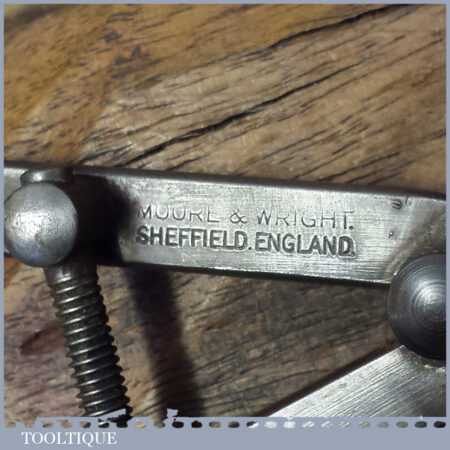 MOORE & WRIGHT.
SHEFFIELD.ENGLAND.
TOOLTIQUE